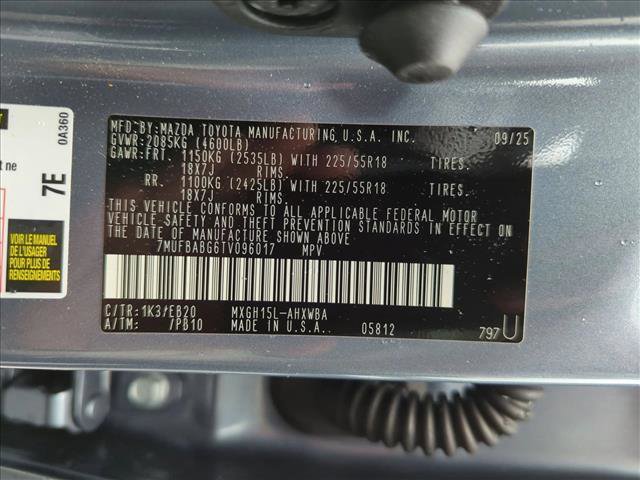 MFD.BY:MAZDA TOYOTA MANUFACTURING,U.S.A. INC. 09/25
GVWR:2085KG (4600LB)
GAWR:FRT. 1150KG (2535LB) WITH 225/55R18 TIRES.
18X7J RIMS.
RR. 1100KG (2425LB) WITH 225/55R18 TIRES.
18X7J RIMS.
THIS VEHICLE CONFORMS TO ALL APPLICABLE FEDERAL MOTOR
VEHICLE SAFETY AND THEFT PREVENTION STANDARDS IN EFFECT ON
THE DATE OF MANUFACTURE SHOWN ABOVE.
7MUFBABG6TV096017 MPV
C/TR:1K3/EB20 MXGH15L-AHXWBA
A/TM: /PB10 MADE IN U.S.A. 05812 797U
0A360
7E
ne
VOIR LE MANUEL
DE L'USAGER
POUR PLUS DE
RENSEIGNEMENTS